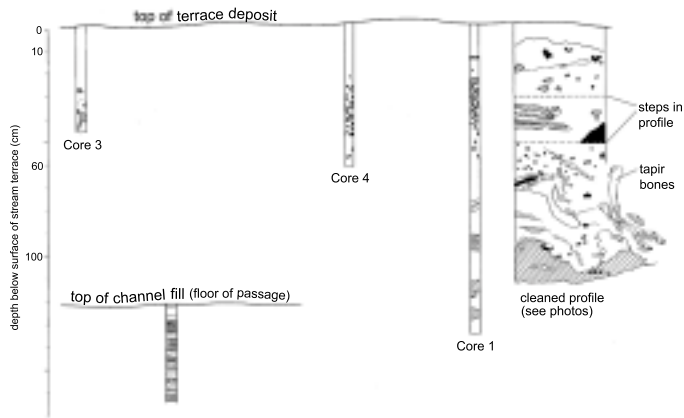 top of terrace deposit
0
10
60
100
depth below surface of stream terrace (cm)
Core 3
Core 4
steps in
profile
tapir
bones
top of channel fill (floor of passage)
cleaned profile
(see photos)
Core 1